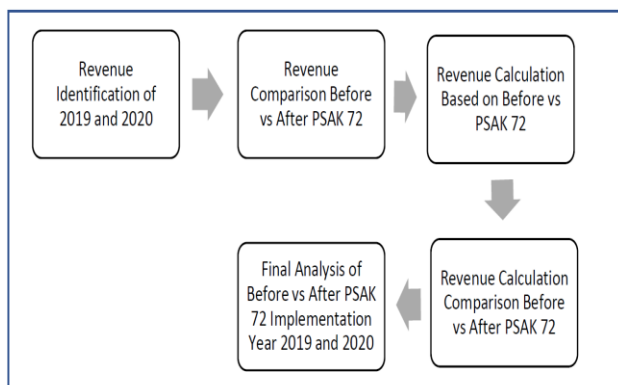 Revenue
Identification of
2019 and 2020
Revenue
Comparison Before
vs After PSAK 72
Revenue Calculation
Based on Before vs
PSAK 72
Revenue Calculation
Comparison Before
vs After PSAK 72
Final Analysis of
Before vs After PSAK
72 Implementation
Year 2019 and 2020